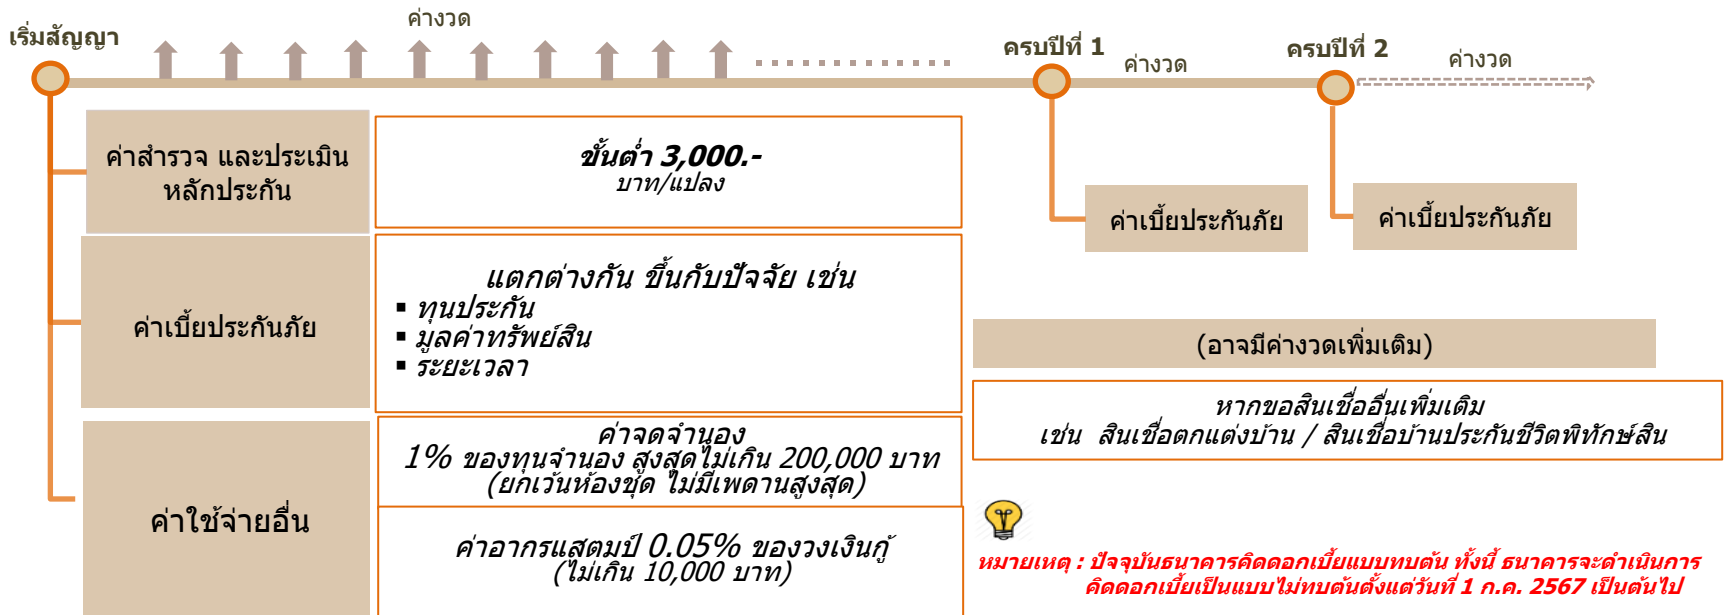 ค่างวด
เริ่มสัญญา
ครบปีที่ 1
ค่างวด
ครบปีที่ 2
ค่างวด
ค่าสำรวจ และประเมิน
หลักประกัน
ขั้นต่ำ 3,000.-
บาท/แปลง
ค่าเบี้ยประกันภัย
ค่าเบี้ยประกันภัย
ค่าเบี้ยประกันภัย
แตกต่างกัน ขึ้นกับปัจจัย เช่น
▪ ทุนประกัน
▪ มูลค่าทรัพย์สิน
▪ ระยะเวลา
(อาจมีค่างวดเพิ่มเติม)
หากขอสินเชื่ออื่นเพิ่มเติม
เช่น สินเชื่อตกแต่งบ้าน / สินเชื่อบ้านประกันชีวิตพิทักษ์สิน
ค่าใช้จ่ายอื่น
ค่าจดจำนอง
1% ของทุนจำนอง สูงสุดไม่เกิน 200,000 บาท
(ยกเว้นห้องชุด ไม่มีเพดานสูงสุด)
ค่าอากรแสตมป์ 0.05% ของวงเงินกู้
(ไม่เกิน 10,000 บาท)
หมายเหตุ : ปัจจุบันธนาคารคิดดอกเบี้ยแบบทบต้น ทั้งนี้ ธนาคารจะดำเนินการ
คิดดอกเบี้ยเป็นแบบไม่ทบต้นตั้งแต่วันที่ 1 ก.ค. 2567 เป็นต้นไป